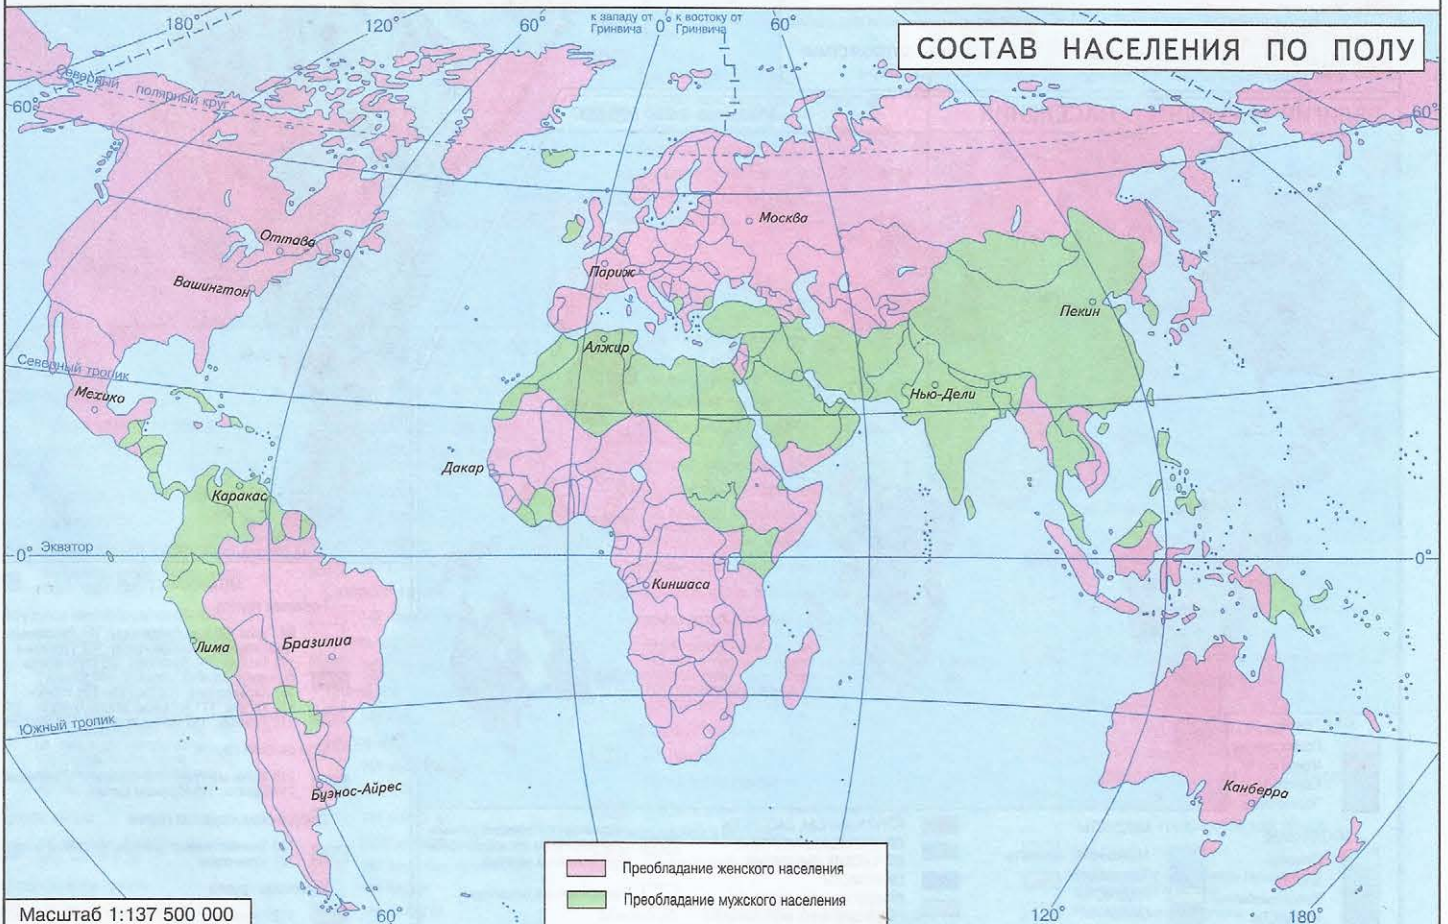 180°
120°
60°
к западу от Гринвича
0°
к востоку от Гринвича
60°
СОСТАВ НАСЕЛЕНИЯ ПО ПОЛУ
Северный полярный круг
60°
60°
Москва
Оттава
Париж
Вашингтон
Пекин
Алжир
Северный тропик
Мехико
Нью-Дели
Дакар
Каракас
0°
Экватор
0°
Киншаса
Лима
Бразилиа
Южный тропик
Буэнос-Айрес
Канберра
Преобладание женского населения
Преобладание мужского населения
Масштаб 1:137 500 000
60°
120°
180°